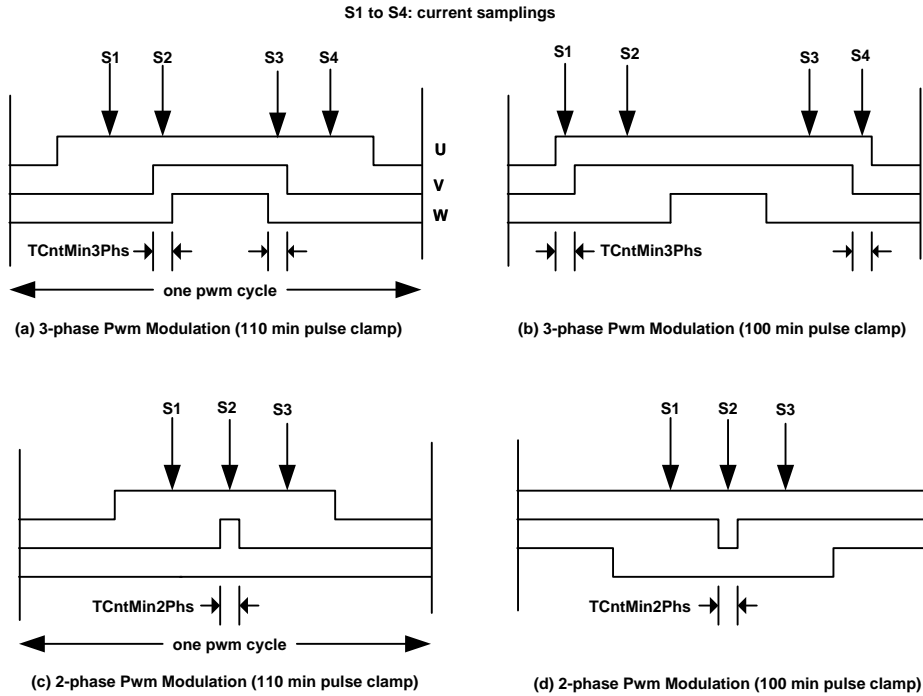 S1 to S4: current samplings
S1 S2 S3 S4
U
V
W
TCntMin3Phs
one pwm cycle
(a) 3-phase Pwm Modulation (110 min pulse clamp)
S1 S2 S3 S4
TCntMin3Phs
(b) 3-phase Pwm Modulation (100 min pulse clamp)
S1 S2 S3
TCntMin2Phs
one pwm cycle
(c) 2-phase Pwm Modulation (110 min pulse clamp)
S1 S2 S3
TCntMin2Phs
(d) 2-phase Pwm Modulation (100 min pulse clamp)